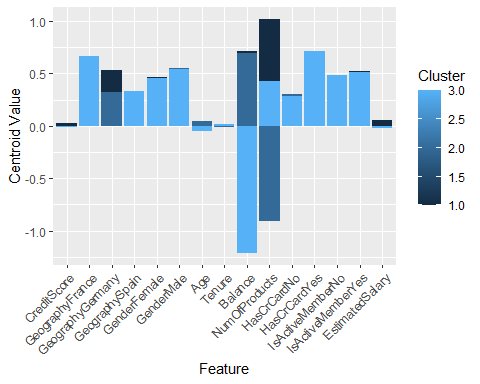 1.0
0.5
0.0
-0.5
-1.0
Centroid Value
CreditScore
GeographyFrance
GeographyGermany
GeographySpain
GenderFemale
GenderMale
Age
Tenure
Balance
NumOfProducts
HasCrCardNo
HasCrCardYes
IsActiveMemberNo
IsActiveMemberYes
EstimatedSalary
Feature
Cluster
3.0
2.5
2.0
1.5
1.0